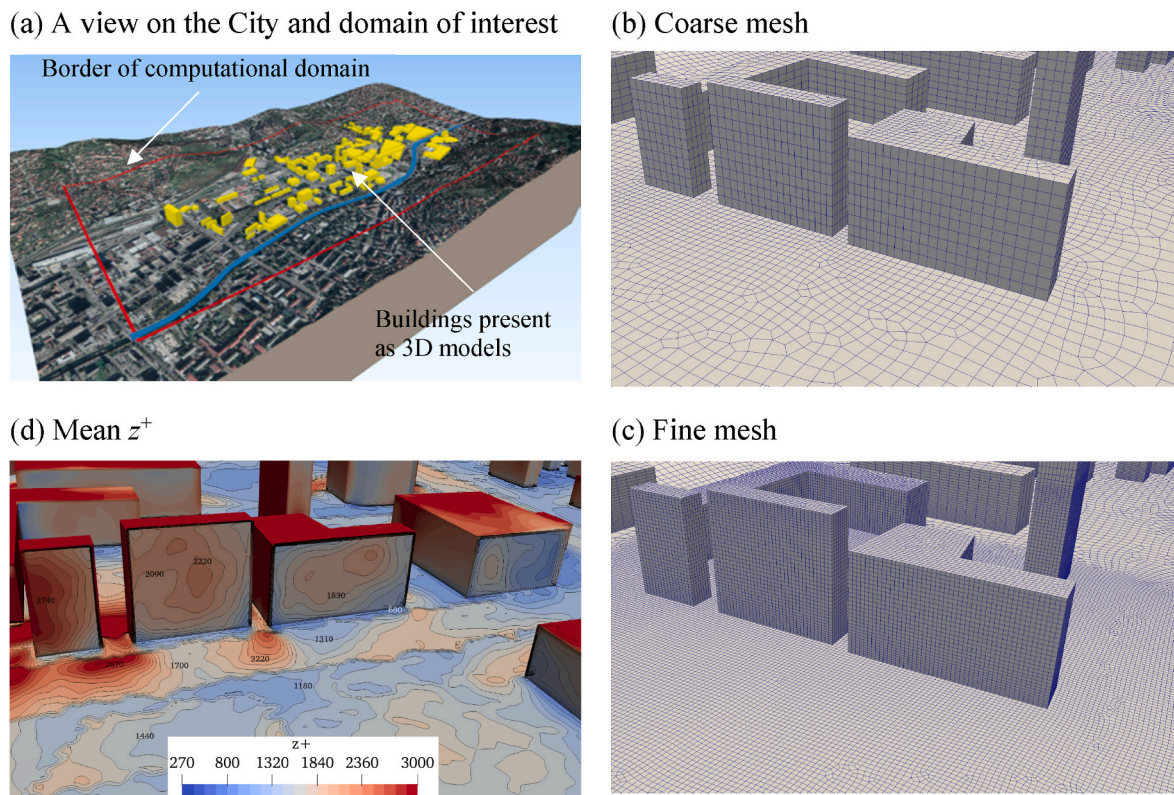 (a) A view on the City and domain of interest
Border of computational domain
Buildings present
as 3D models
(b) Coarse mesh
(d) Mean z⁺
2740
2090
2220
1830
680
1310
2220
1700
2670
1180
1440
z+
270 800 1320 1840 2360 3000
(c) Fine mesh